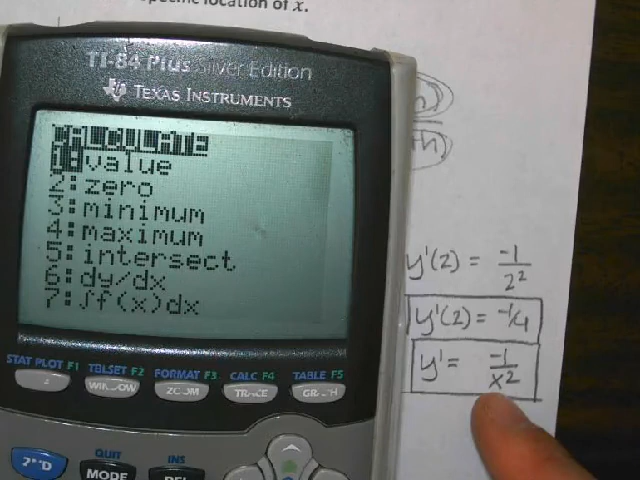 specific location of x.
TI-84 Plus Silver Edition
TEXAS INSTRUMENTS
CALCULATE
1:value
2:zero
3:minimum
4:maximum
5:intersect
6:dy/dx
7:∫f(x)dx
y'(2) = -1/2²
y'(2) = -1/4
y' = -1/x²
STAT PLOT F1 TBLSET F2 FORMAT F3 CALC F4 TABLE F5
WINDOW ZOOM TRACE GRAPH
QUIT INS
2ND MODE DEL